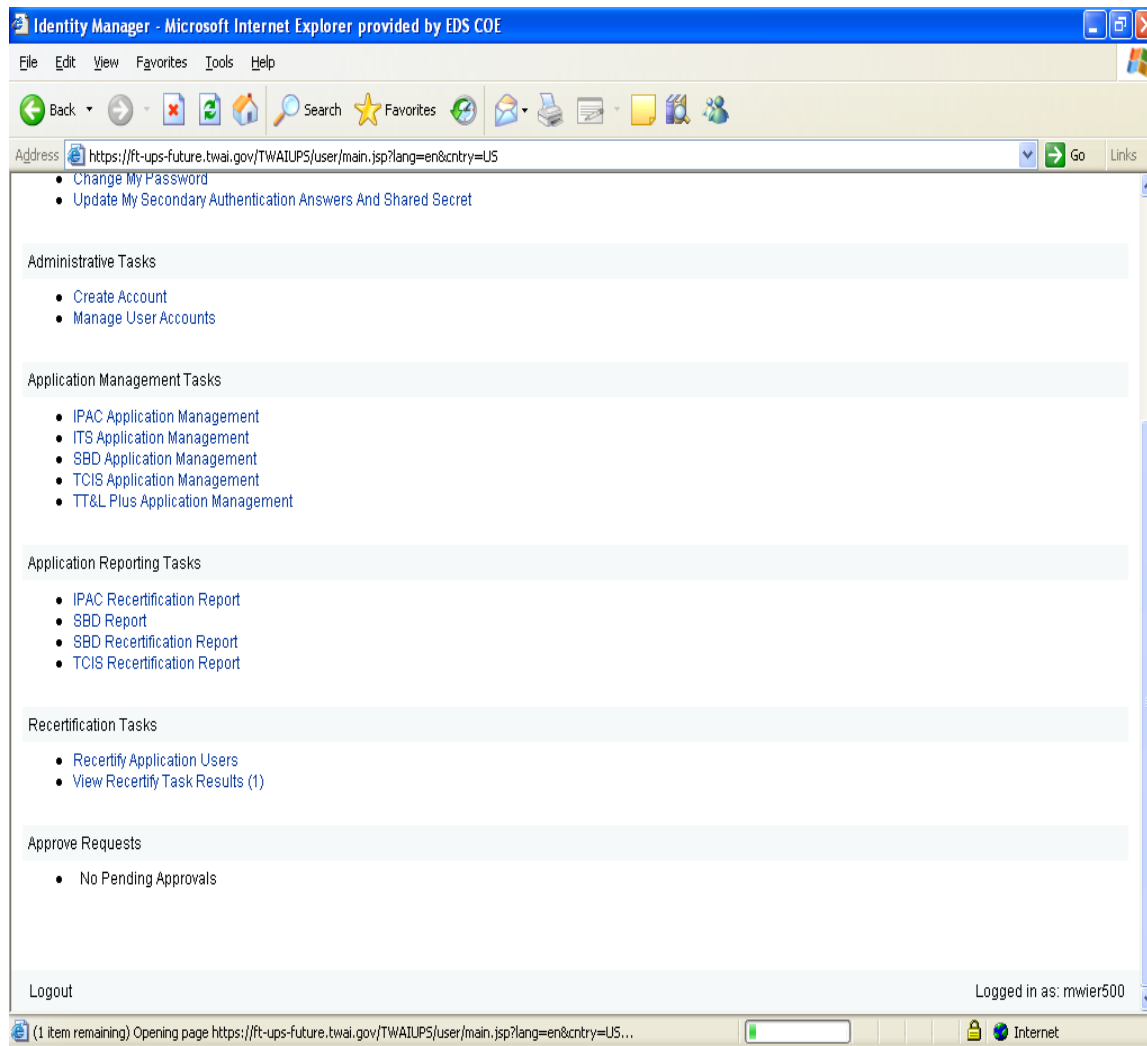 Identity Manager - Microsoft Internet Explorer provided by EDS COE
File Edit View Favorites Tools Help
Back Search Favorites
Address https://ft-ups-future.twai.gov/TWAIUPS/user/main.jsp?lang=en&cntry=US Go Links
• Change My Password
• Update My Secondary Authentication Answers And Shared Secret
Administrative Tasks
• Create Account
• Manage User Accounts
Application Management Tasks
• IPAC Application Management
• ITS Application Management
• SBD Application Management
• TCIS Application Management
• TT&L Plus Application Management
Application Reporting Tasks
• IPAC Recertification Report
• SBD Report
• SBD Recertification Report
• TCIS Recertification Report
Recertification Tasks
• Recertify Application Users
• View Recertify Task Results (1)
Approve Requests
• No Pending Approvals
Logout Logged in as: mwier500
(1 item remaining) Opening page https://ft-ups-future.twai.gov/TWAIUPS/user/main.jsp?lang=en&cntry=US... Internet